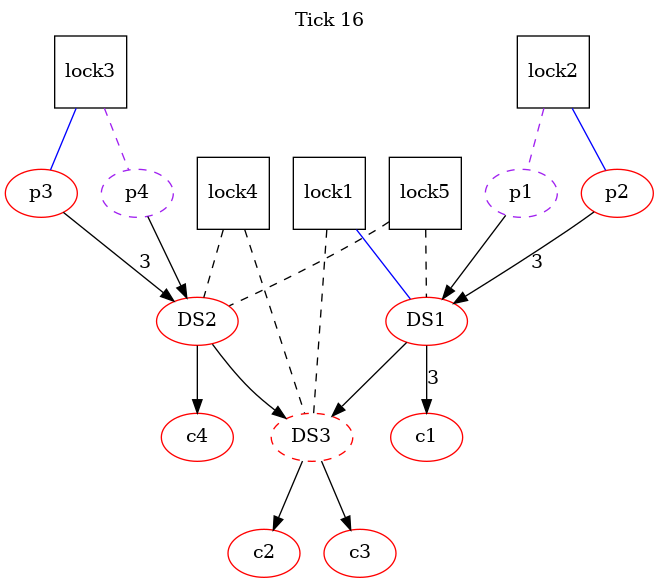 Tick 16
lock3
lock2
p3
p4
lock4
lock1
lock5
p1
p2
3
3
DS2
DS1
3
c4
DS3
c1
c2
c3